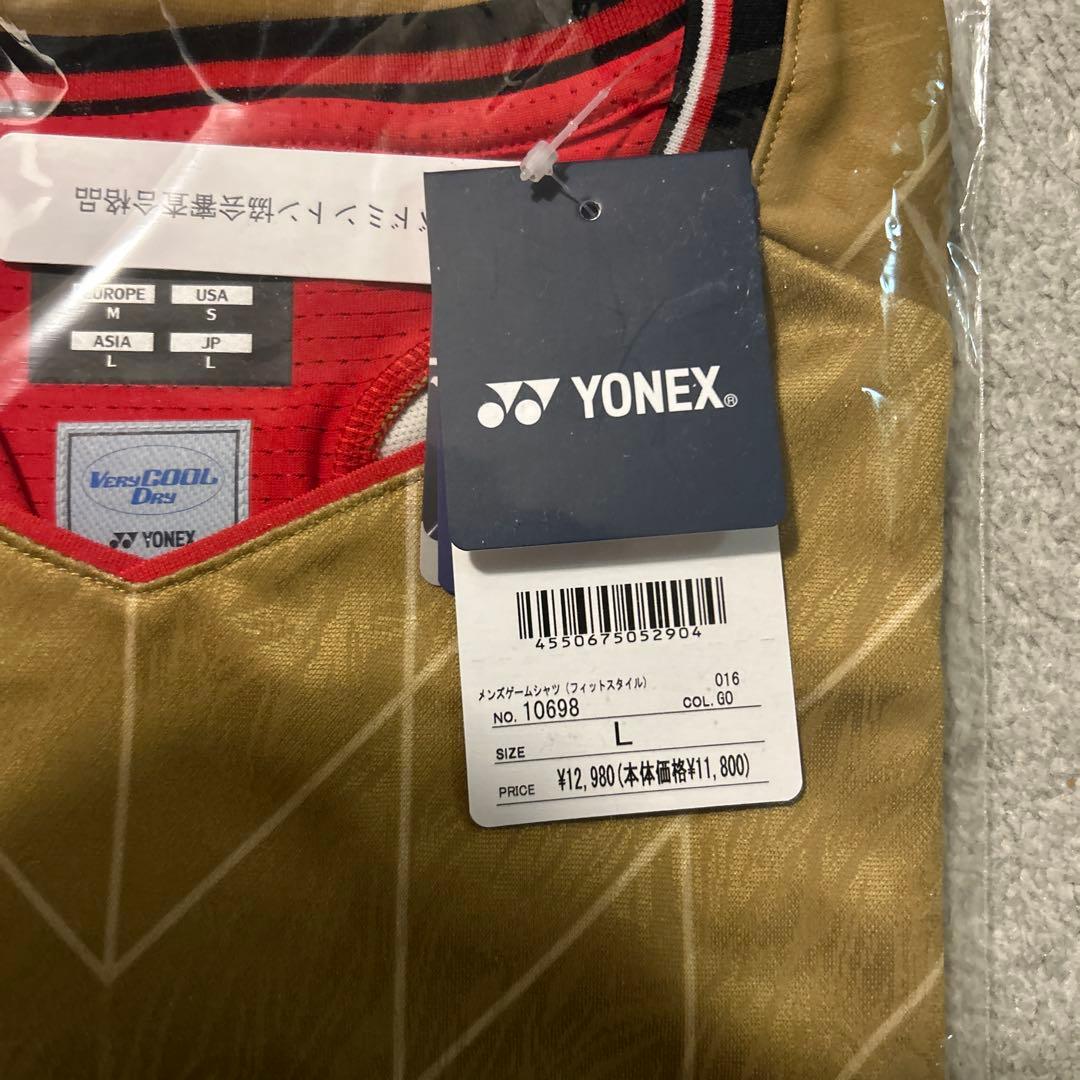 ドミントン協会審査合格品
EUROPE USA
M S
ASIA JP
L L
VERYCOOL
DRY
YONEX
YONEX®
4550675052904
メンズゲームシャツ(フィットスタイル) 016
NO. 10698 COL. GO
SIZE L
PRICE ¥12,980(本体価格¥11,800)